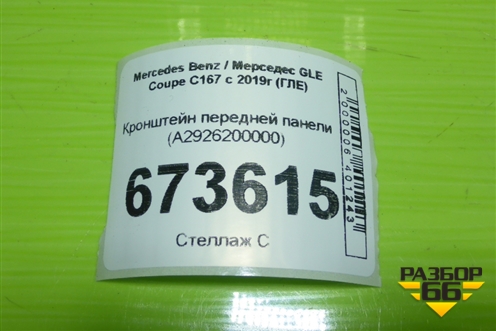 Mercedes Benz / Мерседес GLE
Coupe C167 с 2019г (ГЛЕ)
Кронштейн передней панели
(A2926200000)
673615
Стеллаж С
2000006401243
РАЗБОР
66